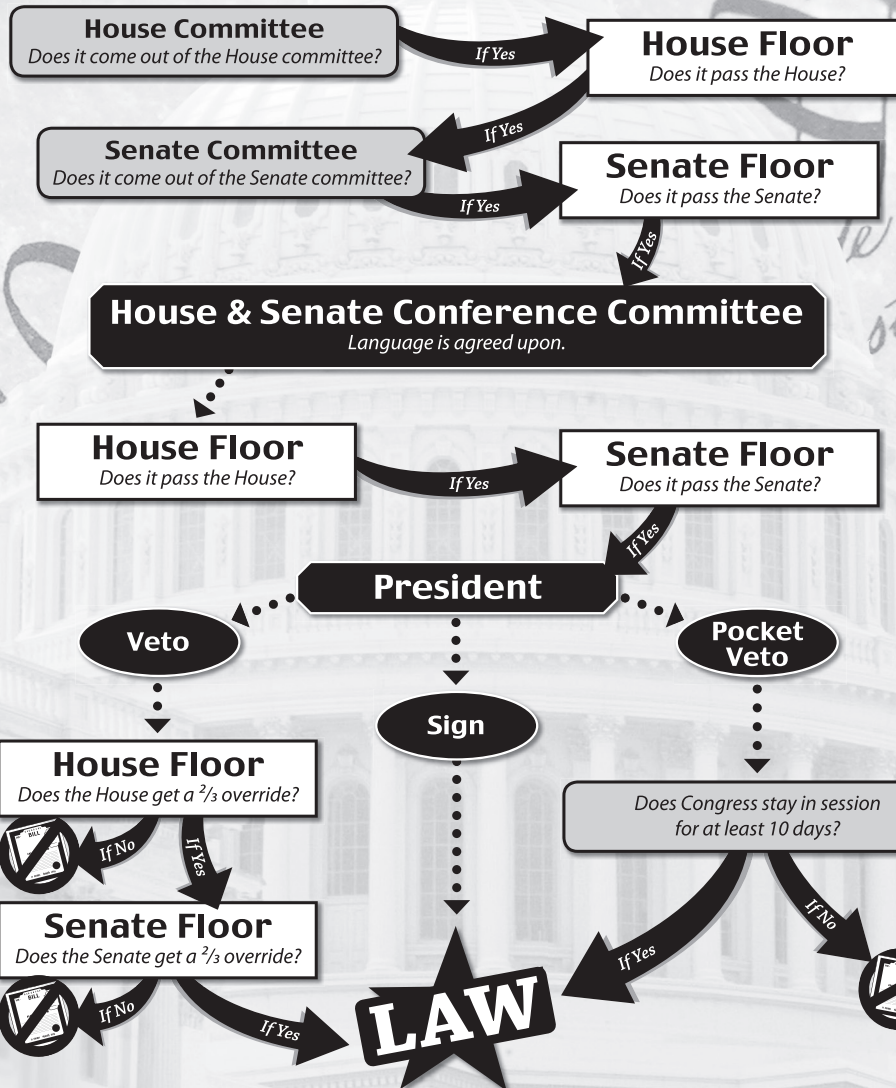 House Committee
Does it come out of the House committee?
If Yes
House Floor
Does it pass the House?
If Yes
Senate Committee
Does it come out of the Senate committee?
If Yes
Senate Floor
Does it pass the Senate?
If Yes
House & Senate Conference Committee
Language is agreed upon.
House Floor
Does it pass the House?
If Yes
Senate Floor
Does it pass the Senate?
If Yes
President
Veto
Pocket
Veto
Sign
House Floor
Does the House get a ²/₃ override?
If No
If Yes
BILL
Does Congress stay in session
for at least 10 days?
If Yes
If No
Senate Floor
Does the Senate get a ²/₃ override?
If No
If Yes
BILL
LAW